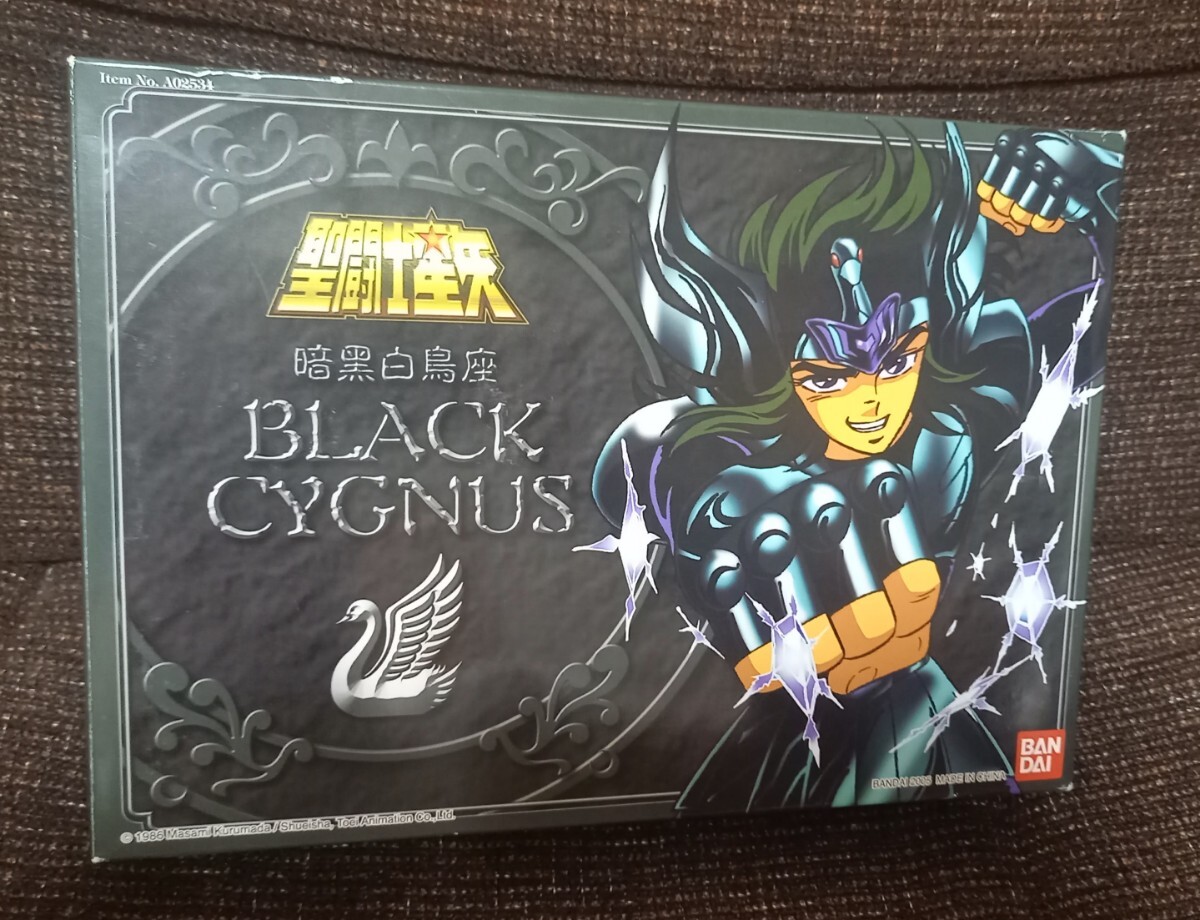 Item No. A02534
聖闘士星矢
暗黑白鳥座
BLACK
CYGNUS
BAN
DAI
BANDAI 2005 MADE IN CHINA
© 1986 Masami Kurumada / Shueisha, Toei Animation Co., Ltd.